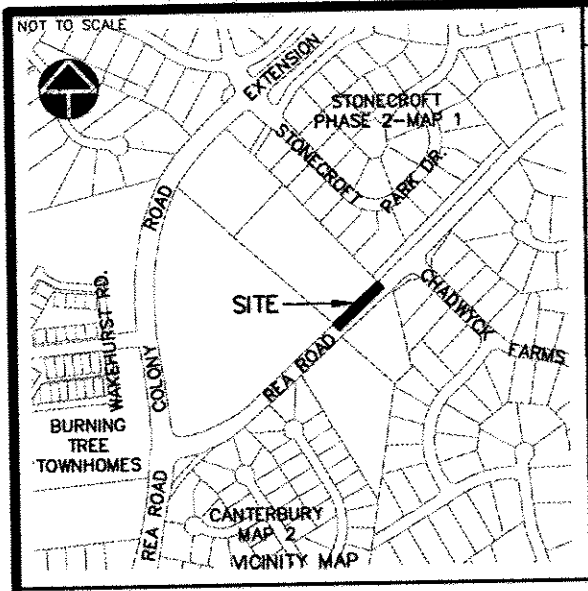 NOT TO SCALE
EXTENSION
STONECROFT
PHASE 2-MAP 1
STONECROFT
PARK DR.
ROAD
SITE
CHADWYCK
FARMS
WAKEHURST RD.
COLONY
REA ROAD
BURNING
TREE
TOWNHOMES
REA ROAD
CANTERBURY
MAP 2
VICINITY MAP